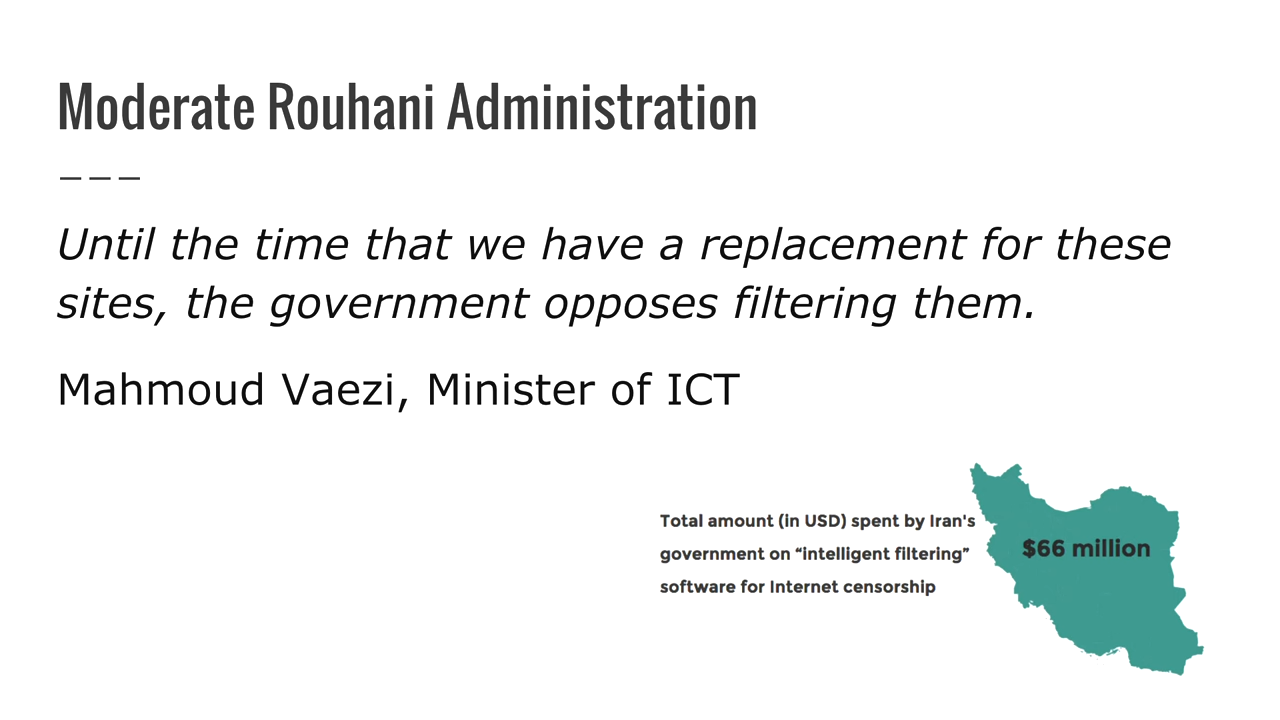 Moderate Rouhani Administration
Until the time that we have a replacement for these
sites, the government opposes filtering them.
Mahmoud Vaezi, Minister of ICT
Total amount (in USD) spent by Iran's
government on “intelligent filtering”
software for Internet censorship
$66 million